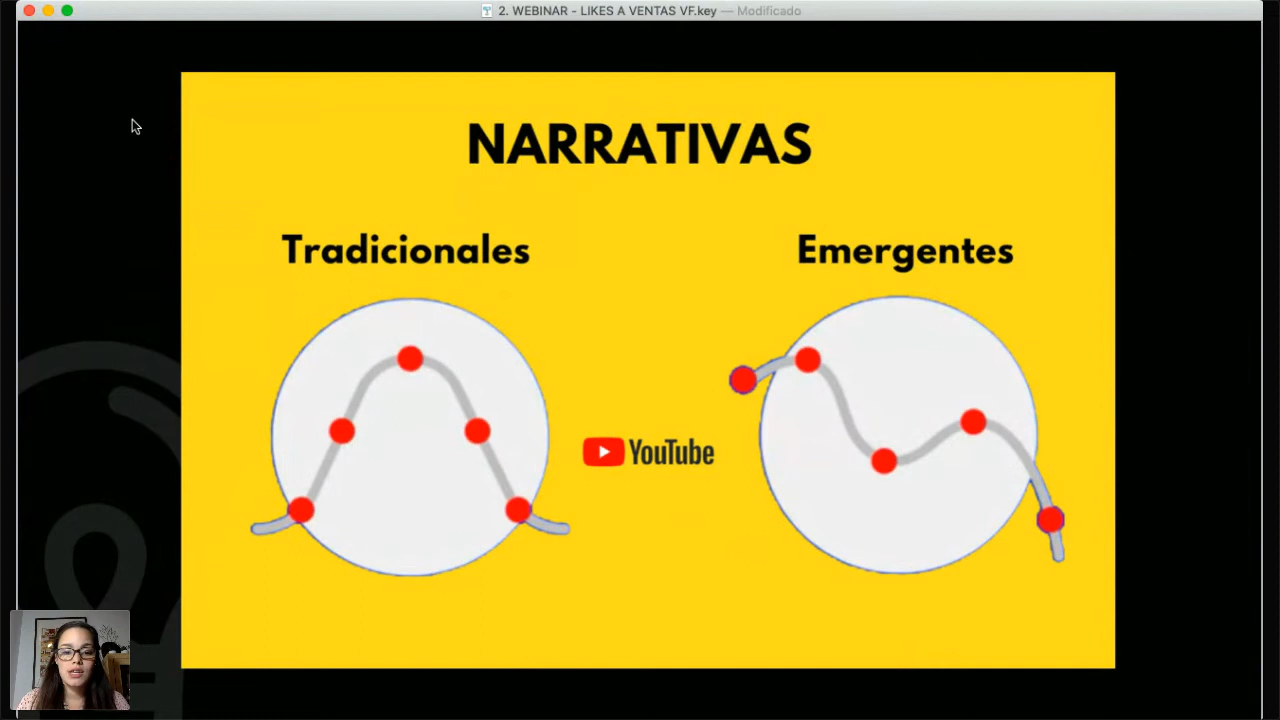 2. WEBINAR - LIKES A VENTAS VF.key — Modificado
NARRATIVAS
Tradicionales
Emergentes
YouTube